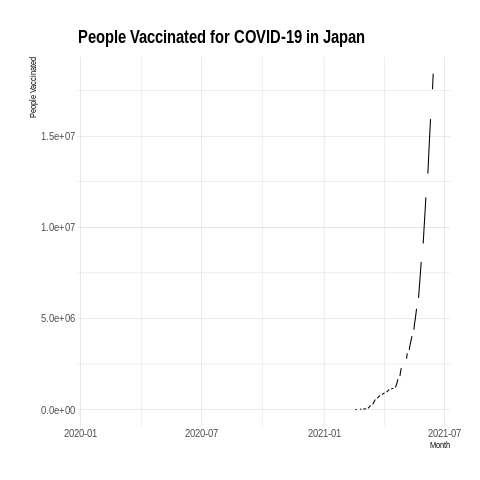 People Vaccinated for COVID-19 in Japan
People Vaccinated
1.5e+07
1.0e+07
5.0e+06
0.0e+00
2020-01 2020-07 2021-01 2021-07
Month